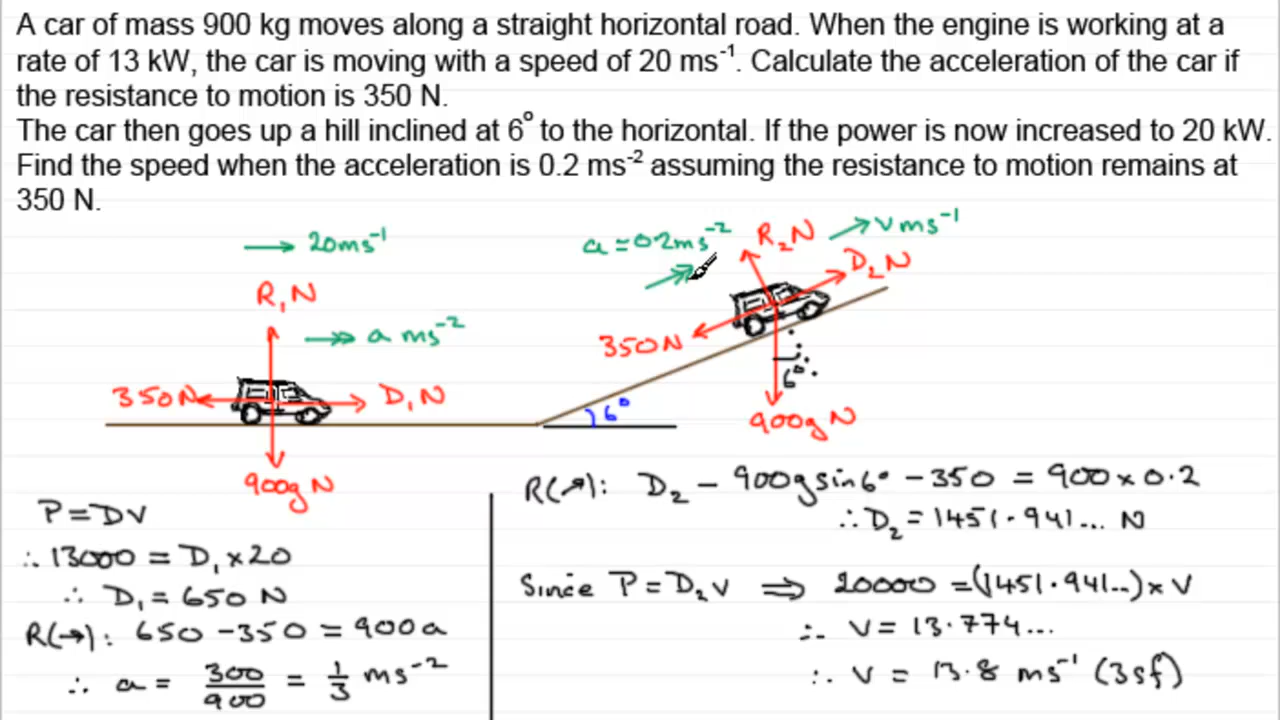 A car of mass 900 kg moves along a straight horizontal road. When the engine is working at a
rate of 13 kW, the car is moving with a speed of 20 ms⁻¹. Calculate the acceleration of the car if
the resistance to motion is 350 N.
The car then goes up a hill inclined at 6° to the horizontal. If the power is now increased to 20 kW.
Find the speed when the acceleration is 0.2 ms⁻² assuming the resistance to motion remains at
350 N.
20ms⁻¹
R₁N
a ms⁻²
350N
D₁N
900gN
a = 0.2ms⁻²
R₂N
Vms⁻¹
D₂N
350N
6°
6°
900gN
P = DV
∴ 13000 = D₁ × 20
∴ D₁ = 650 N
R(→): 650 - 350 = 900a
∴ a = 300/900 = 1/3 ms⁻²
R(↗): D₂ - 900gsin6° - 350 = 900 × 0.2
∴ D₂ = 1451.941... N
Since P = D₂V ⇒ 20000 = (1451.941...) × V
∴ V = 13.774...
∴ V = 13.8 ms⁻¹ (3sf)